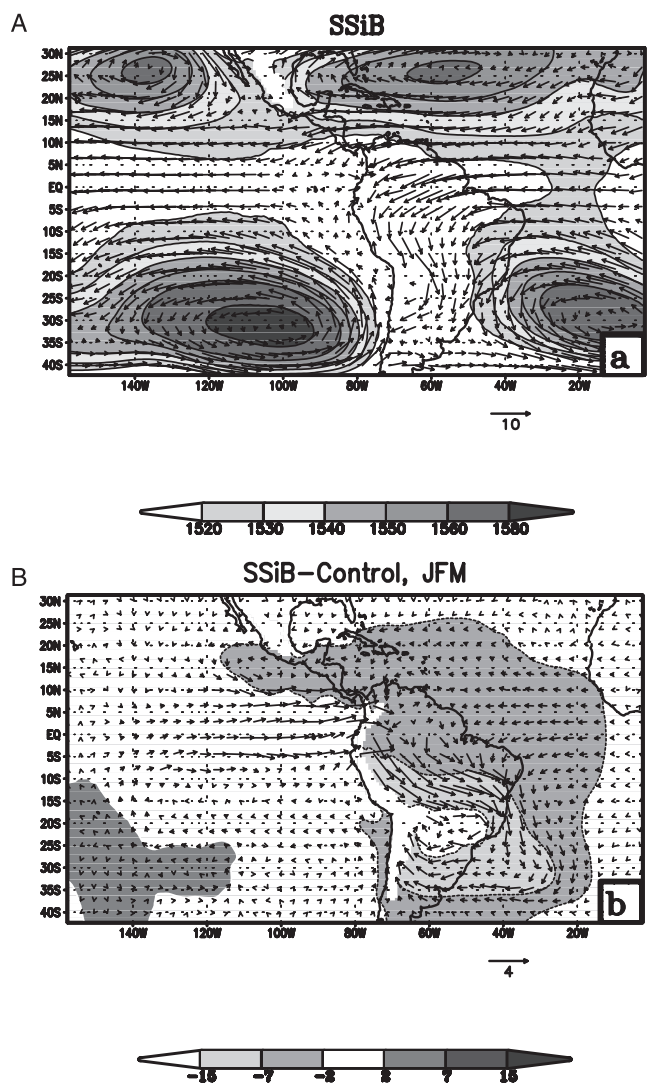 A
SSiB
30N
25N
20N
15N
10N
5N
EQ
5S
10S
15S
20S
25S
30S
35S
40S
a
140W 120W 100W 80W 60W 40W 20W
10
1520 1530 1540 1550 1560 1580
B
SSiB-Control, JFM
30N
25N
20N
15N
10N
5N
EQ
5S
10S
15S
20S
25S
30S
35S
40S
b
140W 120W 100W 80W 60W 40W 20W
4
-15 -7 -2 2 7 15